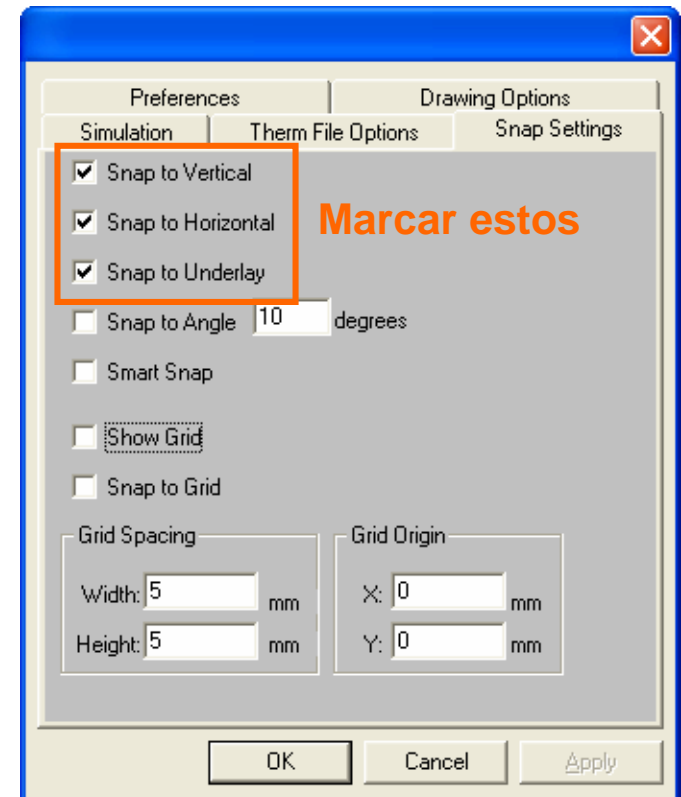 Preferences Drawing Options
Simulation Therm File Options Snap Settings
Snap to Vertical
Snap to Horizontal
Marcar estos
Snap to Underlay
Snap to Angle 10 degrees
Smart Snap
Show Grid
Snap to Grid
Grid Spacing Grid Origin
Width: 5 mm X: 0 mm
Height: 5 mm Y: 0 mm
OK Cancel Apply